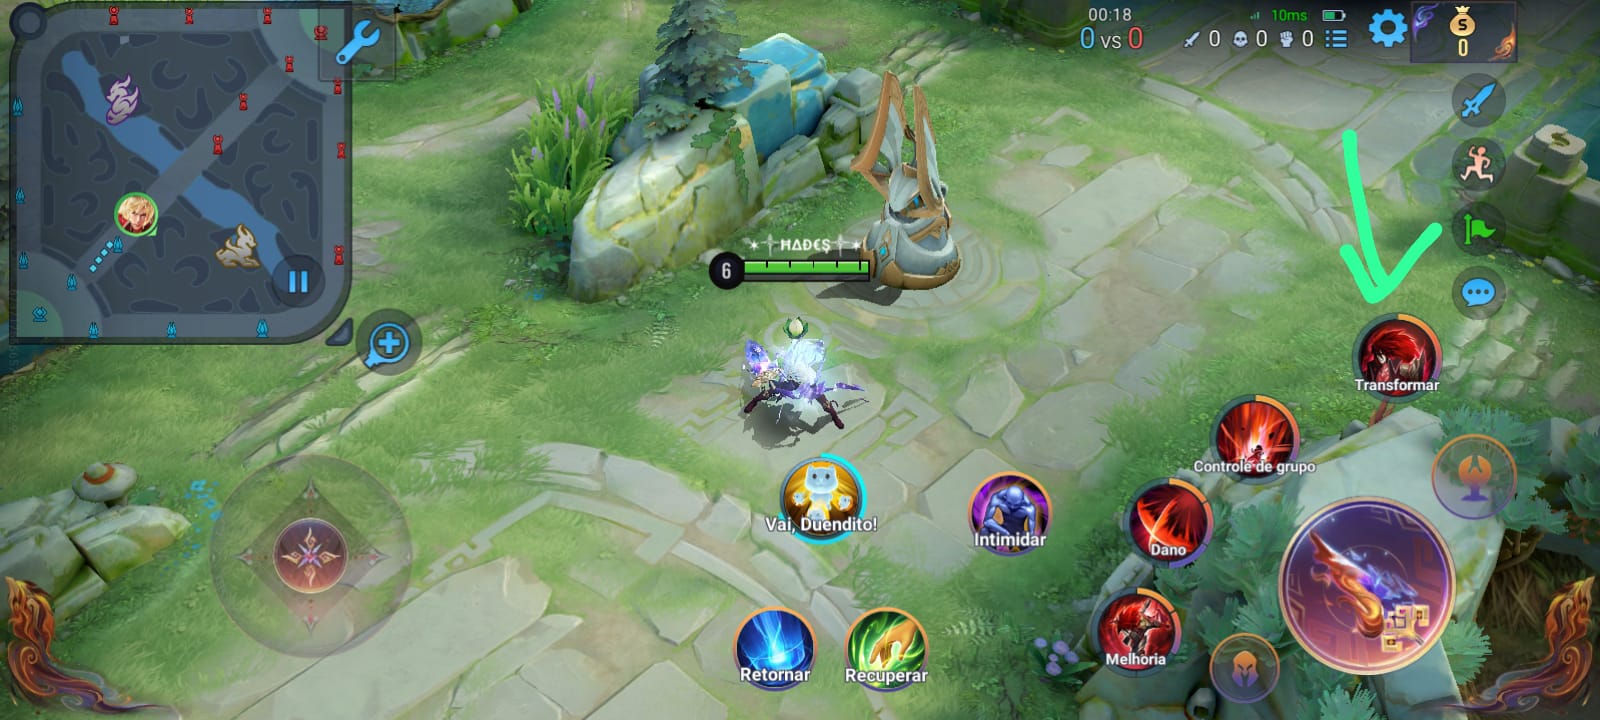 00:18
10ms
0 vs 0
0
0
0
S
0
✶✧ҤΔĐ€Ş✧✶
6
Transformar
Controle de grupo
Vai, Duendito!
Intimidar
Dano
Melhoria
Retornar
Recuperar